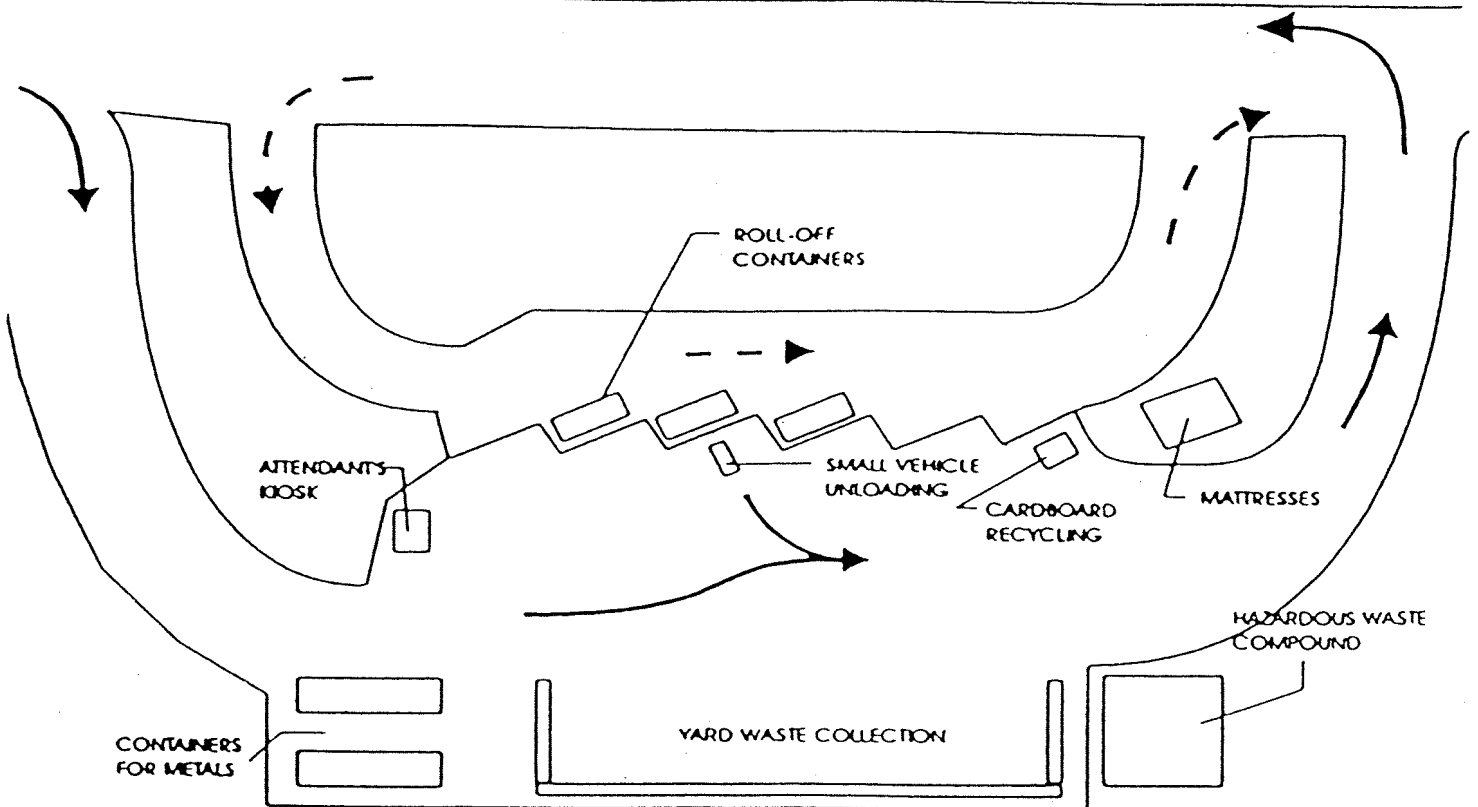 ROLL-OFF
CONTAINERS
ATTENDANT'S
KIOSK
SMALL VEHICLE
UNLOADING
CARDBOARD
RECYCLING
MATTRESSES
HAZARDOUS WASTE
COMPOUND
CONTAINERS
FOR METALS
YARD WASTE COLLECTION